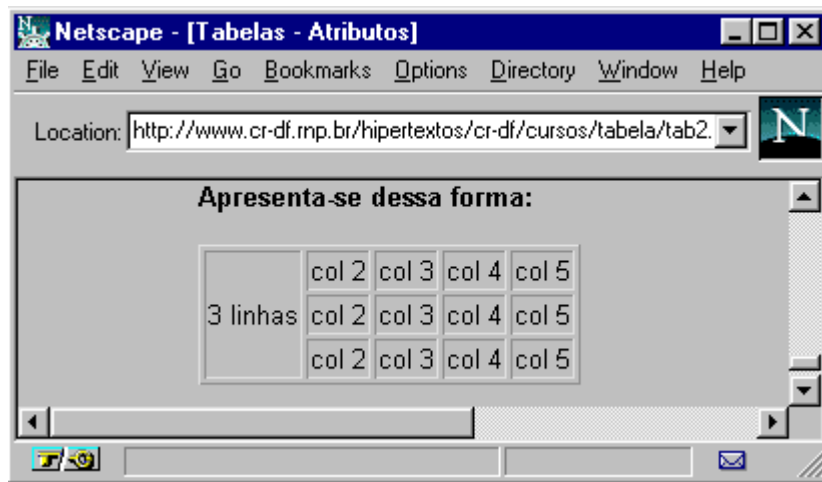 Netscape - [Tabelas - Atributos]
File Edit View Go Bookmarks Options Directory Window Help
Location: http://www.cr-df.rnp.br/hipertextos/cr-df/cursos/tabela/tab2.
N
Apresenta-se dessa forma:
col 2 col 3 col 4 col 5
3 linhas col 2 col 3 col 4 col 5
col 2 col 3 col 4 col 5